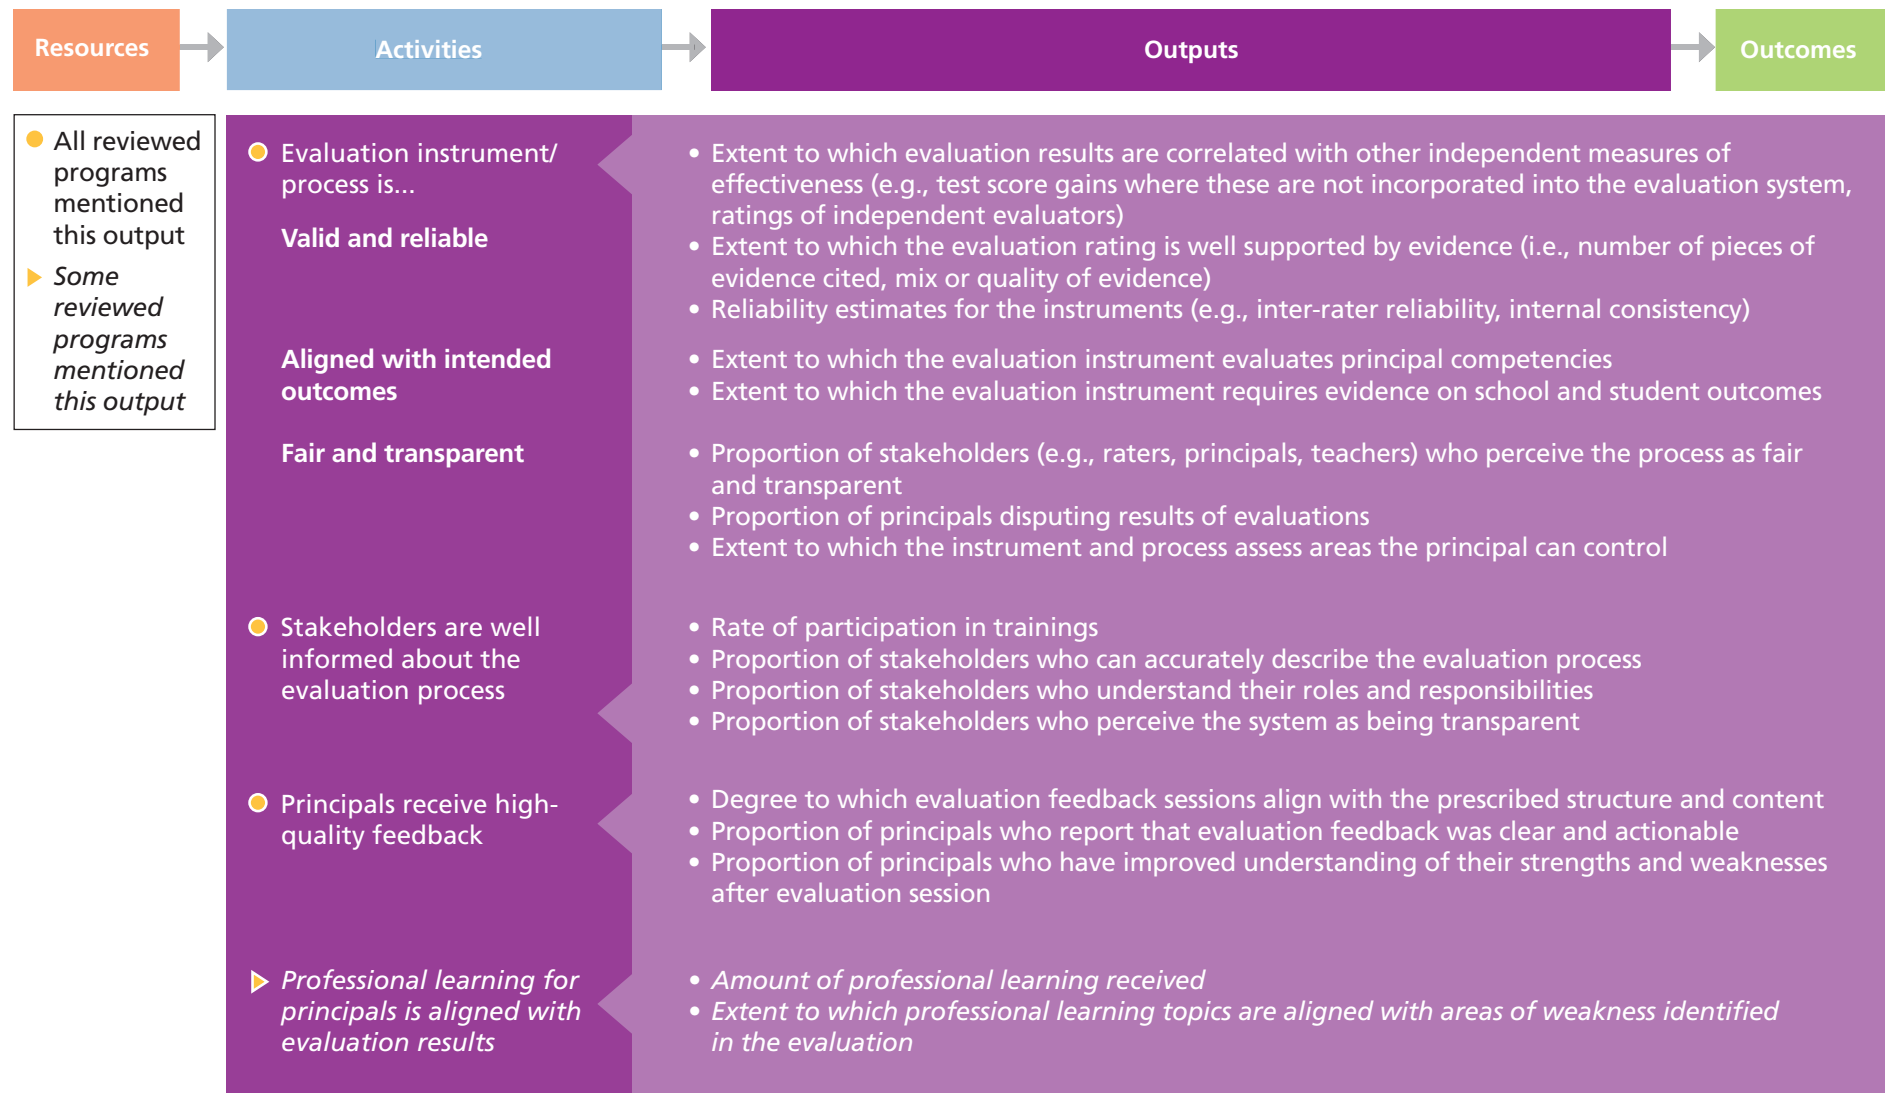 Resources
Activities
Outputs
Outcomes
All reviewed
programs
mentioned
this output
Some
reviewed
programs
mentioned
this output
Evaluation instrument/
process is...
Valid and reliable
• Extent to which evaluation results are correlated with other independent measures of
effectiveness (e.g., test score gains where these are not incorporated into the evaluation system,
ratings of independent evaluators)
• Extent to which the evaluation rating is well supported by evidence (i.e., number of pieces of
evidence cited, mix or quality of evidence)
• Reliability estimates for the instruments (e.g., inter-rater reliability, internal consistency)
Aligned with intended
outcomes
• Extent to which the evaluation instrument evaluates principal competencies
• Extent to which the evaluation instrument requires evidence on school and student outcomes
Fair and transparent
• Proportion of stakeholders (e.g., raters, principals, teachers) who perceive the process as fair
and transparent
• Proportion of principals disputing results of evaluations
• Extent to which the instrument and process assess areas the principal can control
Stakeholders are well
informed about the
evaluation process
• Rate of participation in trainings
• Proportion of stakeholders who can accurately describe the evaluation process
• Proportion of stakeholders who understand their roles and responsibilities
• Proportion of stakeholders who perceive the system as being transparent
Principals receive high-
quality feedback
• Degree to which evaluation feedback sessions align with the prescribed structure and content
• Proportion of principals who report that evaluation feedback was clear and actionable
• Proportion of principals who have improved understanding of their strengths and weaknesses
after evaluation session
Professional learning for
principals is aligned with
evaluation results
• Amount of professional learning received
• Extent to which professional learning topics are aligned with areas of weakness identified
in the evaluation